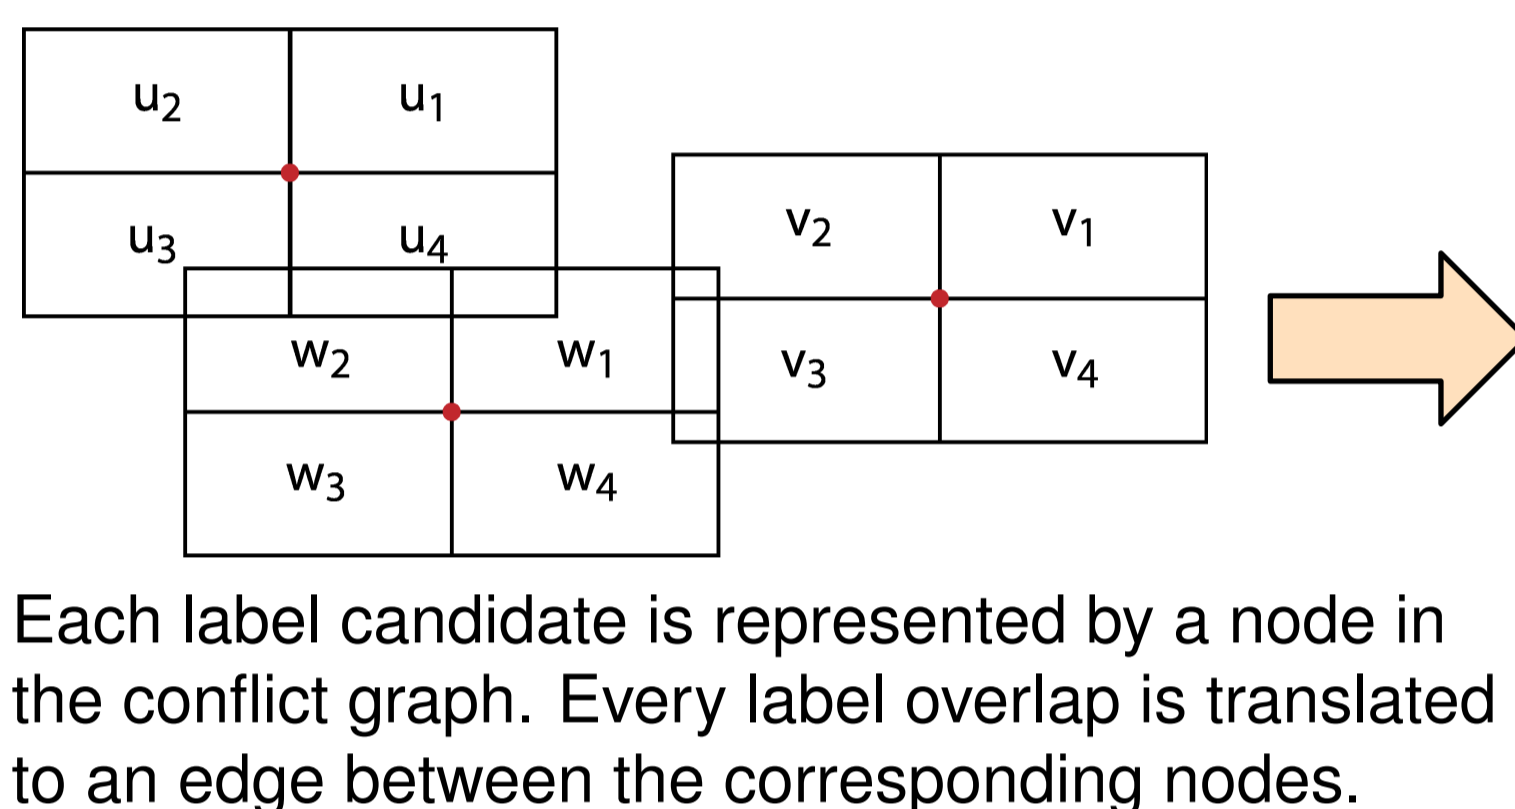 u2 u1
v2 v1
u3 u4
w2 w1 v3 v4
w3 w4
Each label candidate is represented by a node in
the conflict graph. Every label overlap is translated
to an edge between the corresponding nodes.